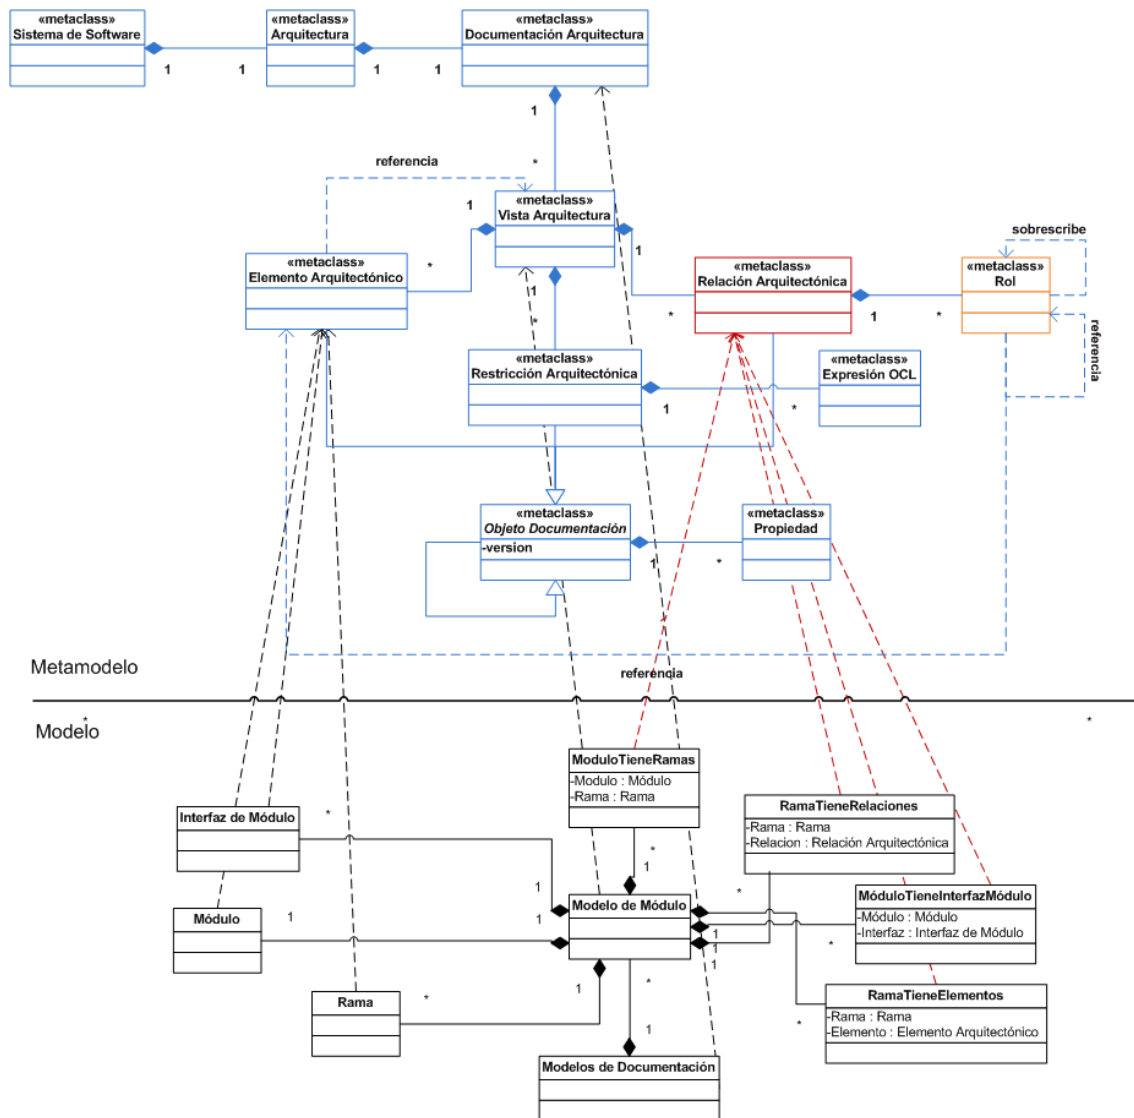 «metaclass»
Sistema de Software
«metaclass»
Arquitectura
«metaclass»
Documentación Arquitectura
1
1
1
1
1
*
referencia
«metaclass»
Vista Arquitectura
1
1
1
*
«metaclass»
Elemento Arquitectónico
*
«metaclass»
Relación Arquitectónica
*
1
*
sobrescribe
«metaclass»
Rol
referencia
«metaclass»
Restricción Arquitectónica
1
*
«metaclass»
Expresión OCL
«metaclass»
Objeto Documentación
-version
1
*
«metaclass»
Propiedad
Metamodelo
referencia
*
*
Modelo
ModuloTieneRamas
-Modulo : Módulo
-Rama : Rama
*
1
Interfaz de Módulo
*
1
RamaTieneRelaciones
-Rama : Rama
-Relacion : Relación Arquitectónica
*
Módulo
1
1
Modelo de Módulo
1
1
1
MóduloTieneInterfazMódulo
-Módulo : Módulo
-Interfaz : Interfaz de Módulo
*
Rama
*
1
*
1
RamaTieneElementos
-Rama : Rama
-Elemento : Elemento Arquitectónico
*
Modelos de Documentación